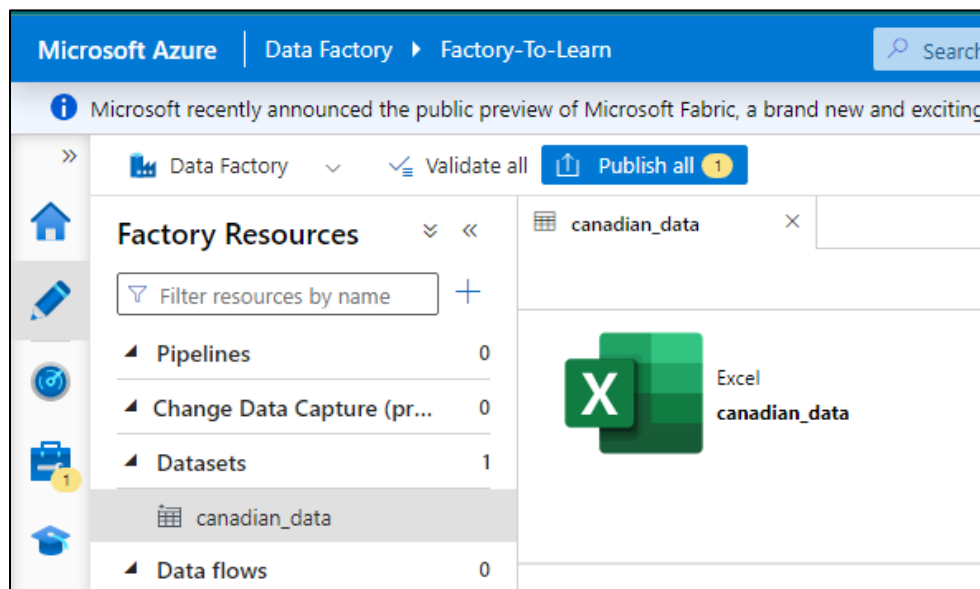 Microsoft Azure Data Factory Factory-To-Learn Search
Microsoft recently announced the public preview of Microsoft Fabric, a brand new and exciting
Data Factory Validate all Publish all 1
Factory Resources
canadian_data
Filter resources by name
Pipelines 0
Change Data Capture (pr... 0
Datasets 1
canadian_data
Data flows 0
Excel
canadian_data
1